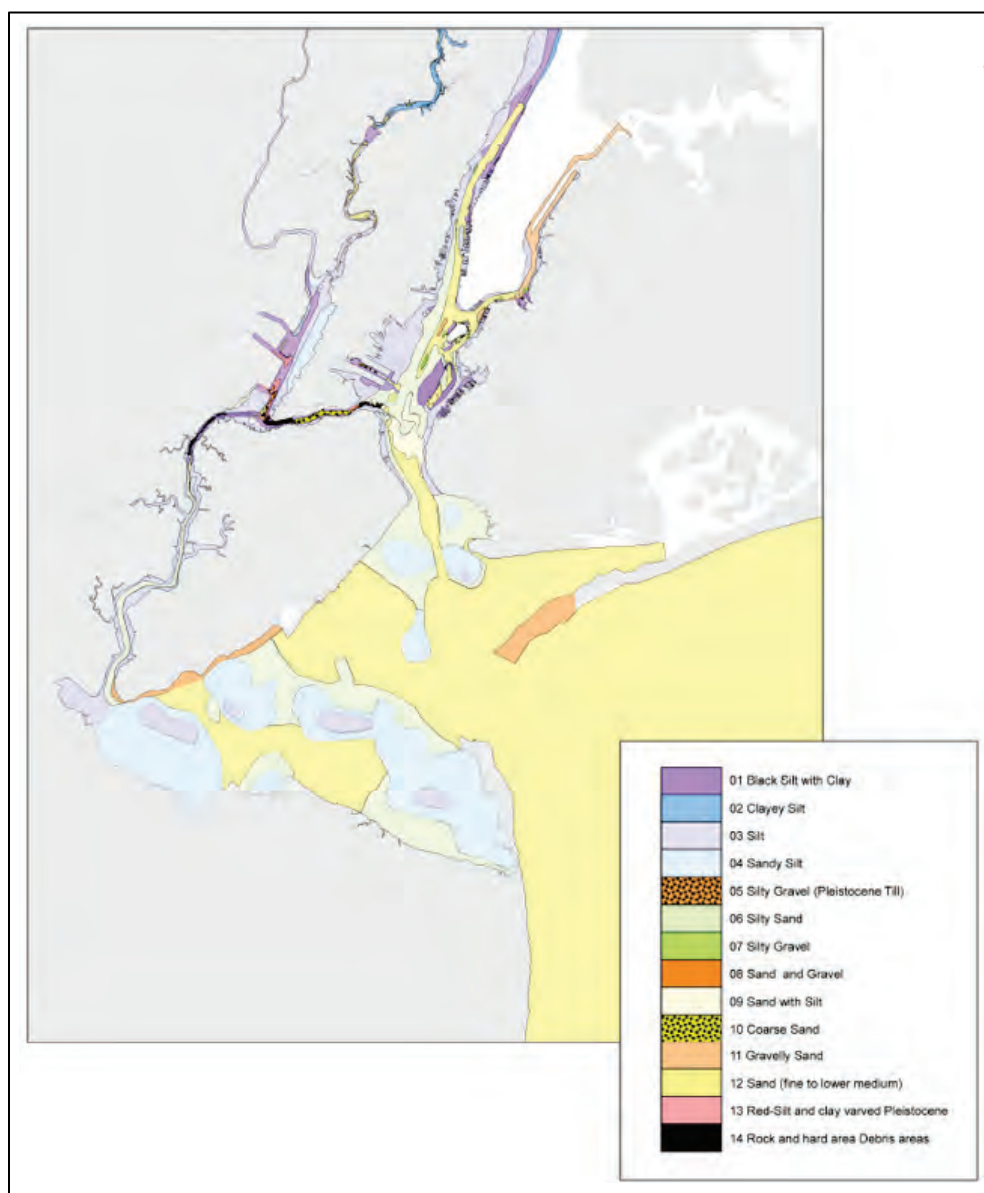 01 Black Silt with Clay
02 Clayey Silt
03 Silt
04 Sandy Silt
05 Silty Gravel (Pleistocene Till)
06 Silty Sand
07 Silty Gravel
08 Sand and Gravel
09 Sand with Silt
10 Coarse Sand
11 Gravelly Sand
12 Sand (fine to lower medium)
13 Red-Silt and clay varved Pleistocene
14 Rock and hard area Debris areas